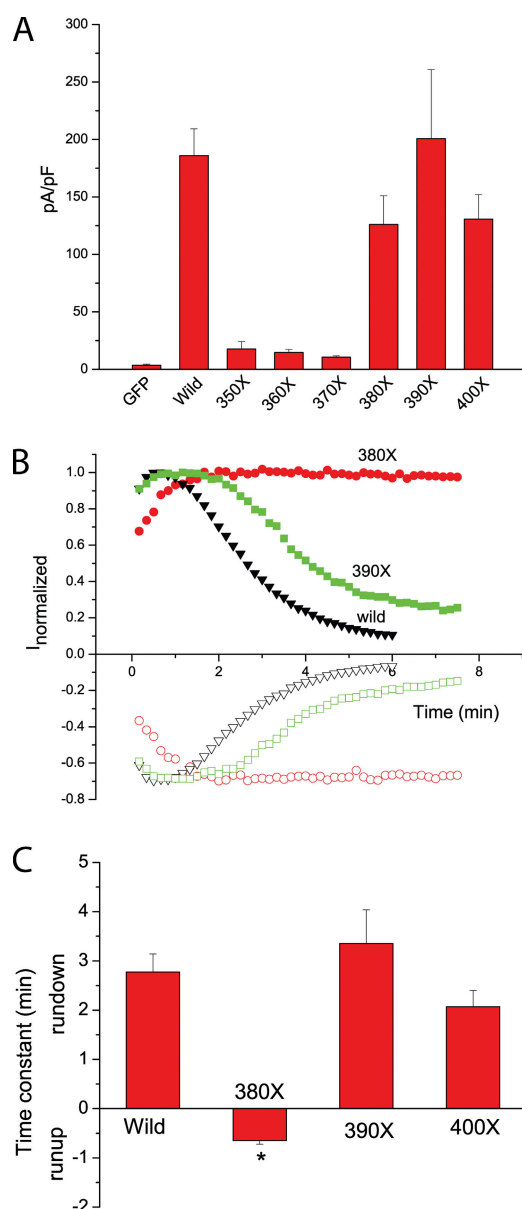 A
300
250
200
150
100
50
0
pA/pF
GFP
Wild
350X
360X
370X
380X
390X
400X
B
1.0
0.8
0.6
0.4
0.2
0.0
-0.2
-0.4
-0.6
-0.8
Inormalized
380X
390X
wild
0
2
4
6
8
Time (min)
C
5
4
3
2
1
0
-1
-2
Time constant (min)
runup
rundown
Wild
380X
*
390X
400X